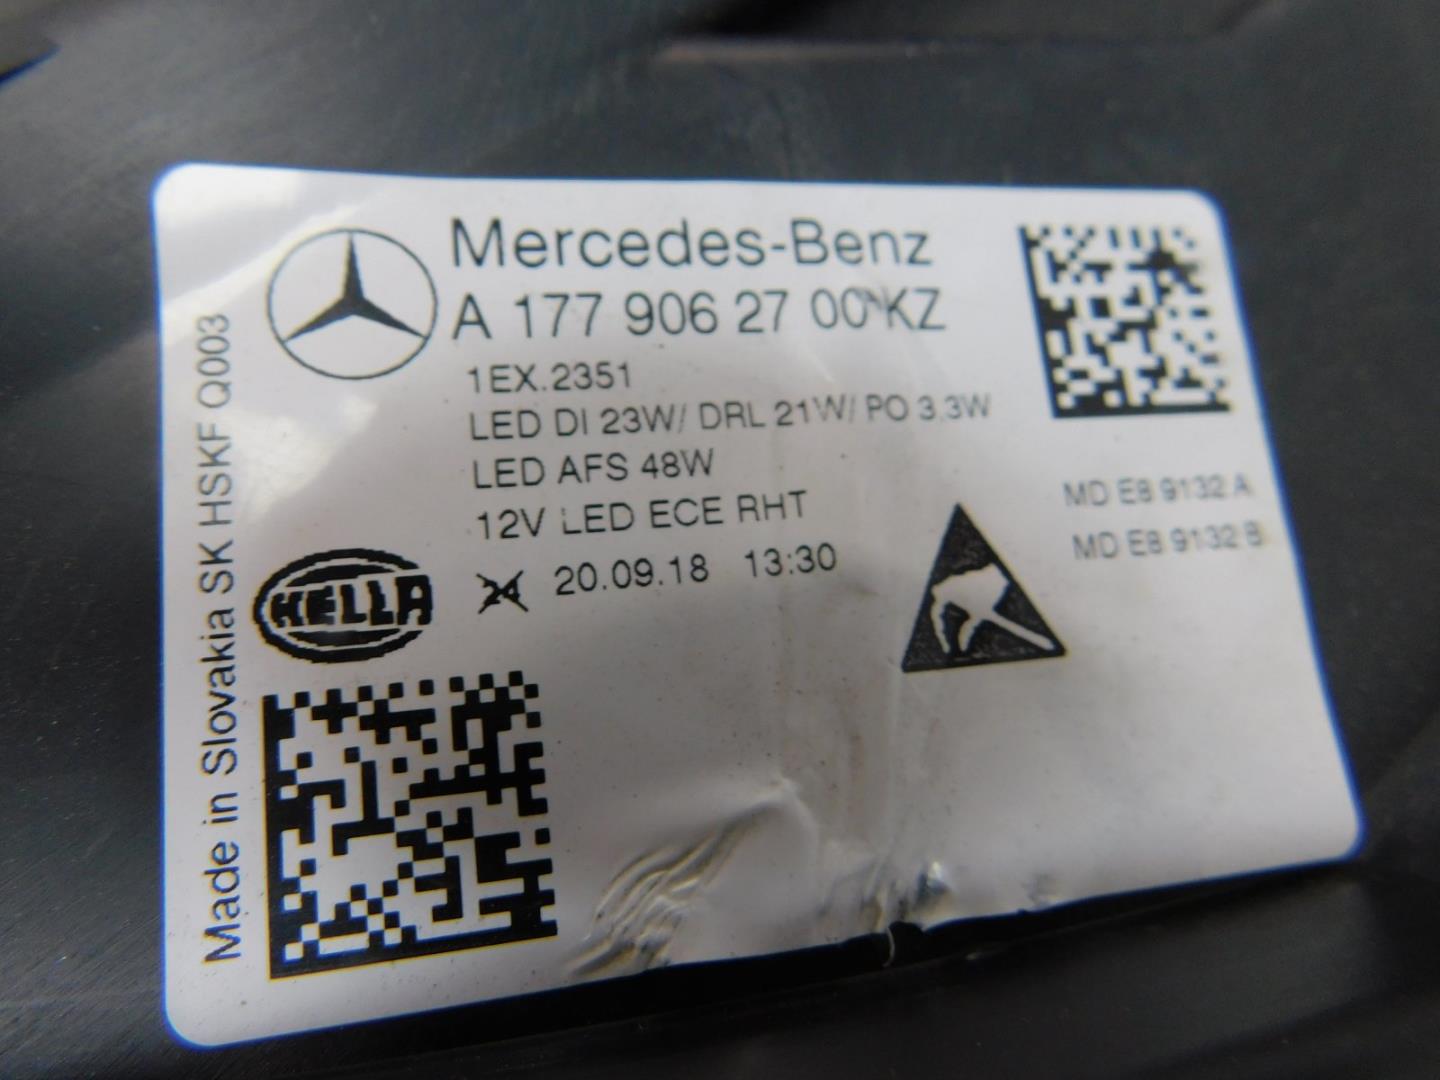 Mercedes-Benz
A 177 906 27 00 KZ
1EX.2351
LED DI 23W/ DRL 21W/ PO 3.3W
LED AFS 48W
12V LED ECE RHT
20.09.18 13:30
HELLA
MD E8 9132 A
MD E8 9132 B
Made in Slovakia SK HSKF Q003